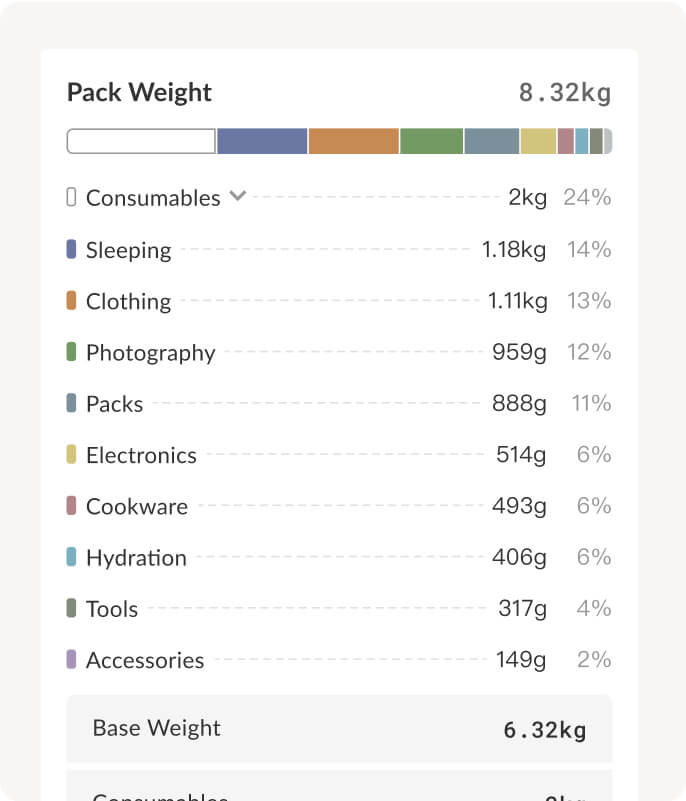 Pack Weight 8.32kg
Consumables 2kg 24%
Sleeping 1.18kg 14%
Clothing 1.11kg 13%
Photography 959g 12%
Packs 888g 11%
Electronics 514g 6%
Cookware 493g 6%
Hydration 406g 6%
Tools 317g 4%
Accessories 149g 2%
Base Weight 6.32kg
Consumables 2kg